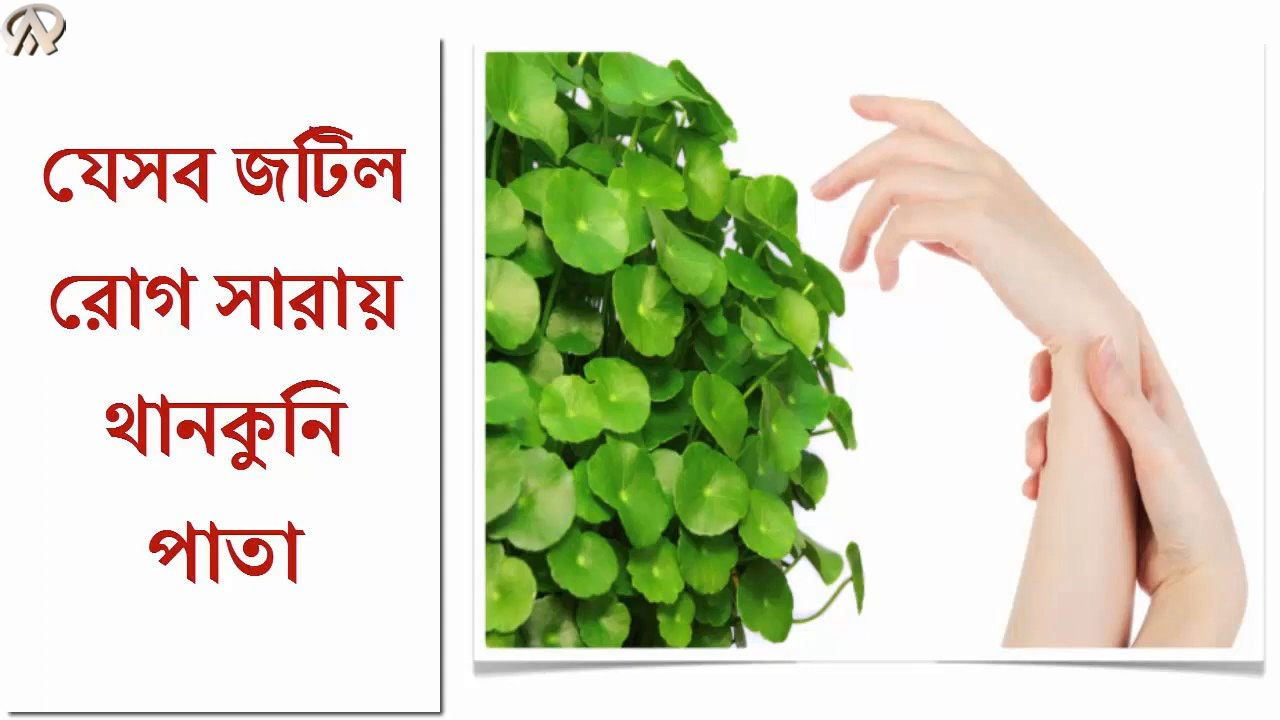 যেসব জটিল
রোগ সারায়
থানকুনি
পাতা